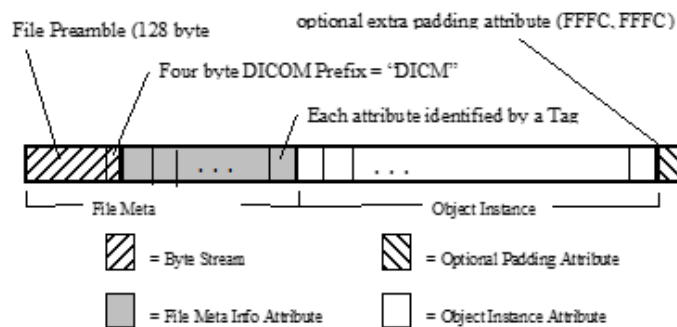 File Preamble (128 byte
optional extra padding attribute (FFFC, FFFC)
Four byte DICOM Prefix = “DICM”
Each attribute identified by a Tag
. . .
. . .
File Meta
Object Instance
= Byte Stream
= Optional Padding Attribute
= File Meta Info Attribute
= Object Instance Attribute